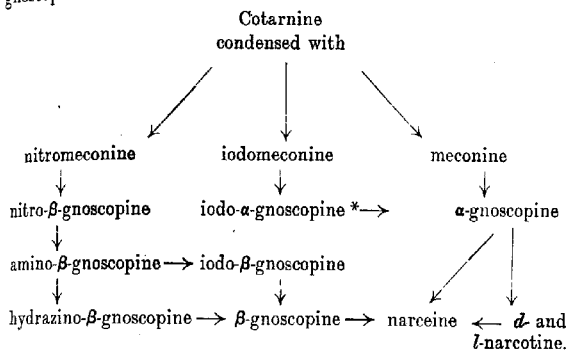 Cotarnine
condensed with
nitromeconine iodomeconine meconine
nitro-β-gnoscopine iodo-α-gnoscopine * α-gnoscopine
amino-β-gnoscopine iodo-β-gnoscopine
hydrazino-β-gnoscopine β-gnoscopine narceine d- and
l-narcotine.